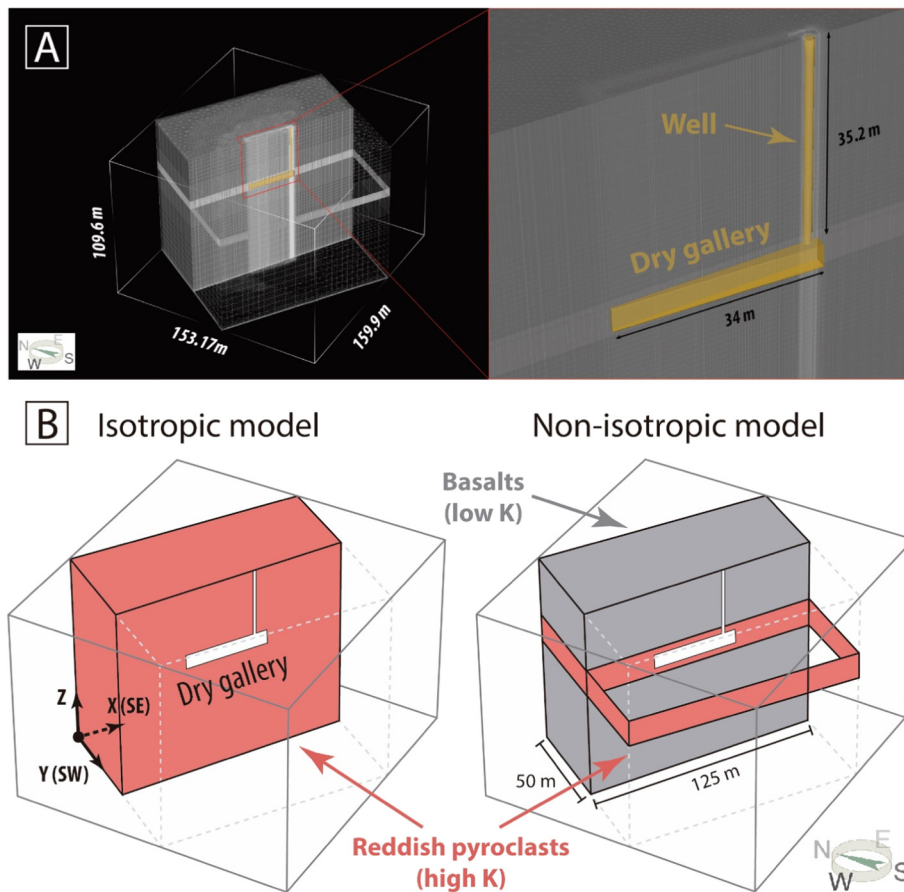 A
109.6 m
153.17m
159.9 m
N
E
W
S
Well
35.2 m
Dry gallery
34 m
B
Isotropic model
Non-isotropic model
Basalts
(low K)
Dry gallery
Z
X (SE)
Y (SW)
50 m
125 m
Reddish pyroclasts
(high K)
N
E
W
S